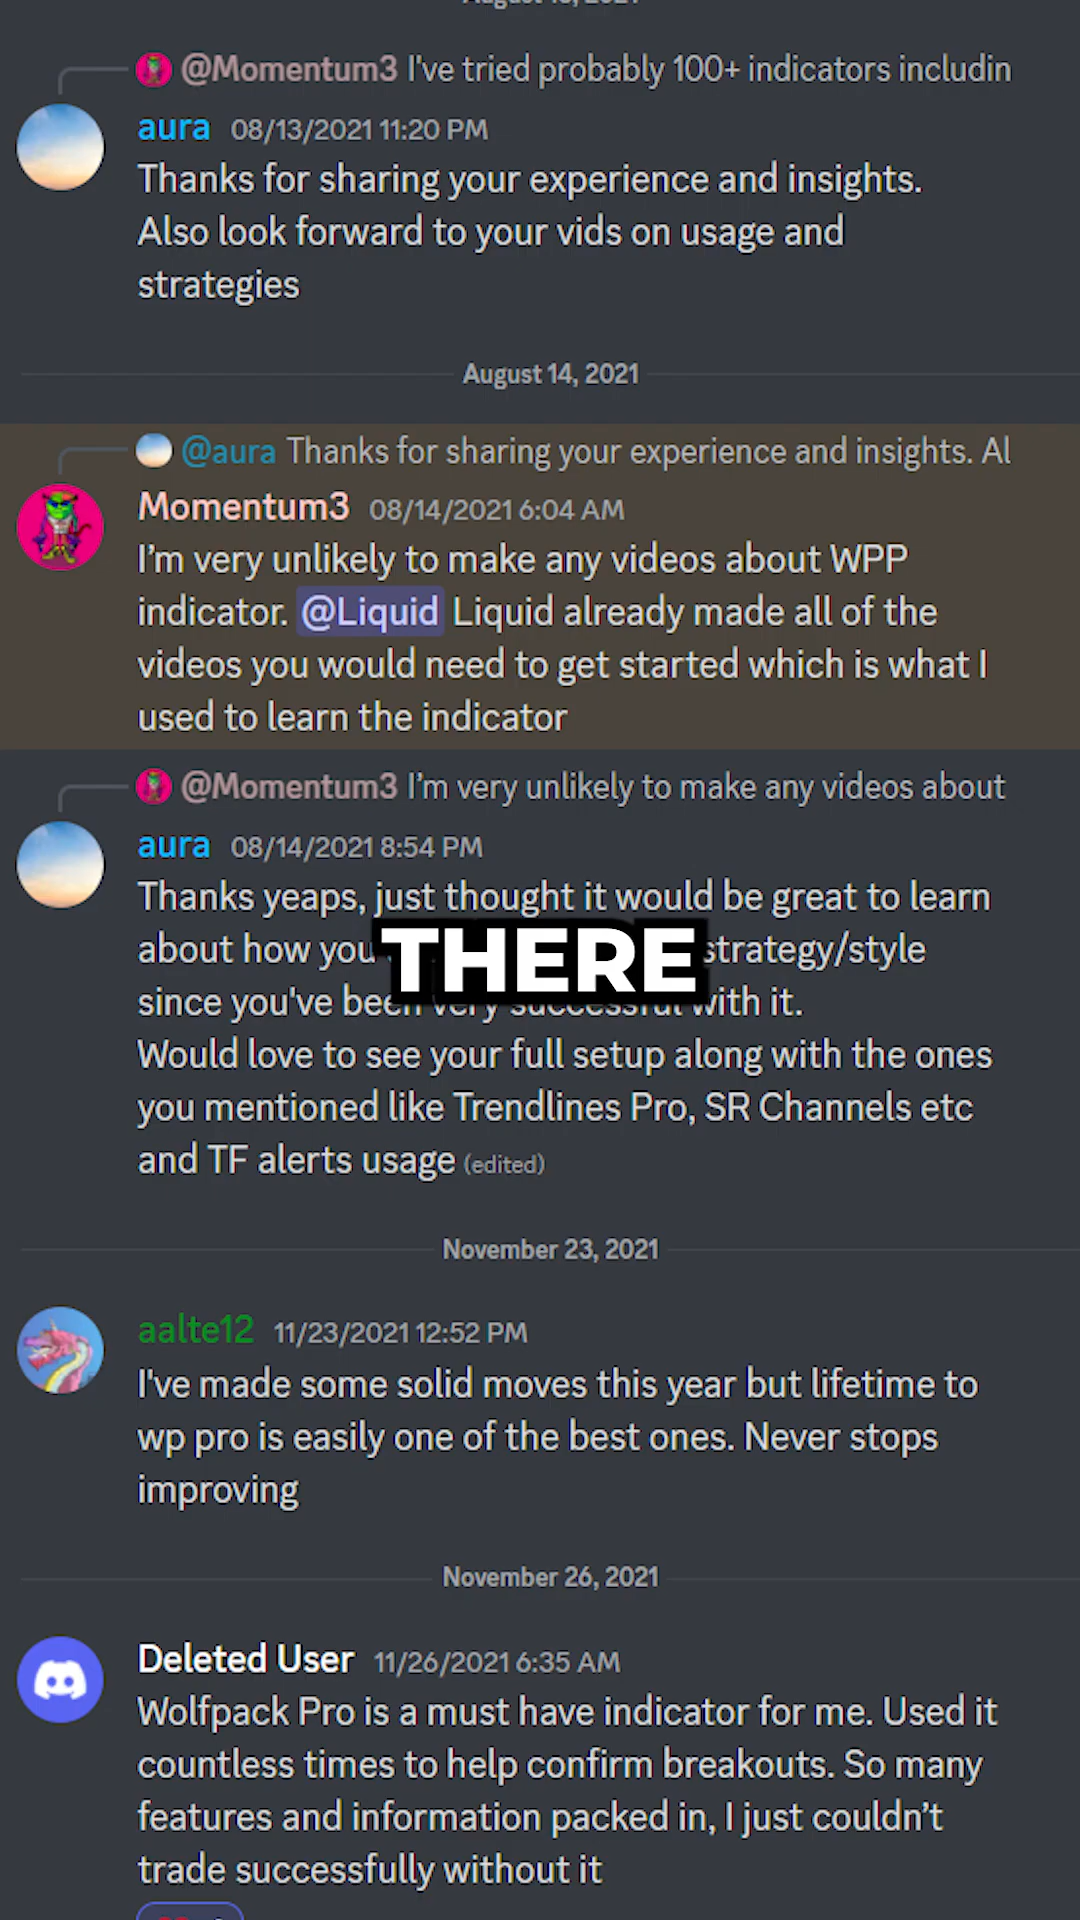 @Momentum3 I've tried probably 100+ indicators includin
aura 08/13/2021 11:20 PM
Thanks for sharing your experience and insights.
Also look forward to your vids on usage and
strategies
August 14, 2021
@aura Thanks for sharing your experience and insights. Al
Momentum3 08/14/2021 6:04 AM
I'm very unlikely to make any videos about WPP
indicator. @Liquid Liquid already made all of the
videos you would need to get started which is what I
used to learn the indicator
@Momentum3 I'm very unlikely to make any videos about
aura 08/14/2021 8:54 PM
Thanks yeaps, just thought it would be great to learn
about how you strategy/style
THERE
since you've been very successful with it.
Would love to see your full setup along with the ones
you mentioned like Trendlines Pro, SR Channels etc
and TF alerts usage (edited)
November 23, 2021
aalte12 11/23/2021 12:52 PM
I've made some solid moves this year but lifetime to
wp pro is easily one of the best ones. Never stops
improving
November 26, 2021
Deleted User 11/26/2021 6:35 AM
Wolfpack Pro is a must have indicator for me. Used it
countless times to help confirm breakouts. So many
features and information packed in, I just couldn't
trade successfully without it